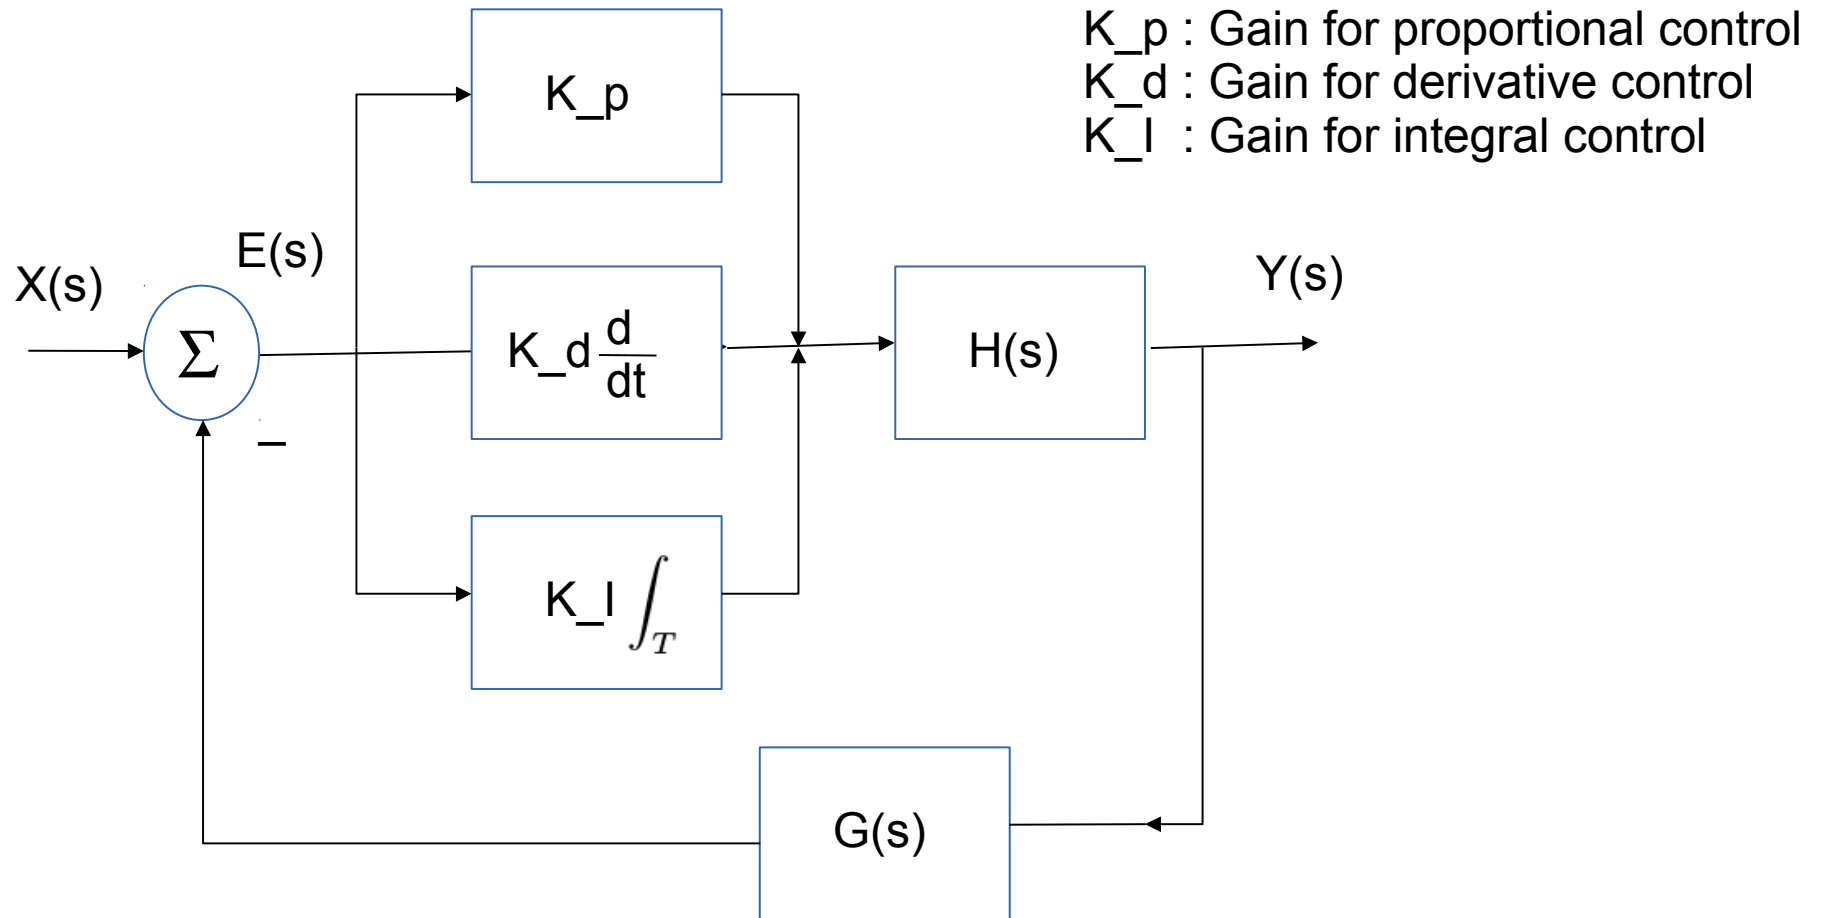 K_p : Gain for proportional control
K_d : Gain for derivative control
K_I : Gain for integral control
K_p
E(s)
X(s)
Y(s)
Σ
K_d d/dt
H(s)
_
K_I ∫_T
G(s)